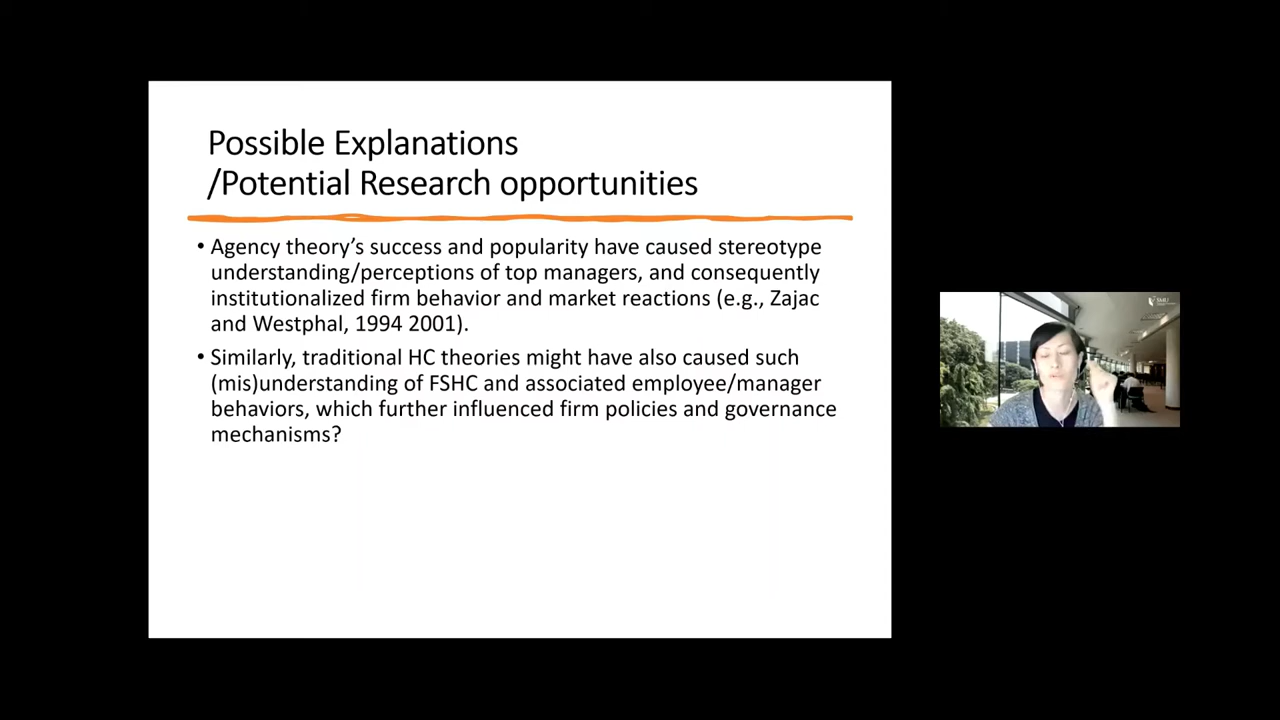 Possible Explanations
/Potential Research opportunities
• Agency theory’s success and popularity have caused stereotype
understanding/perceptions of top managers, and consequently
institutionalized firm behavior and market reactions (e.g., Zajac
and Westphal, 1994 2001).
• Similarly, traditional HC theories might have also caused such
(mis)understanding of FSHC and associated employee/manager
behaviors, which further influenced firm policies and governance
mechanisms?
SMU